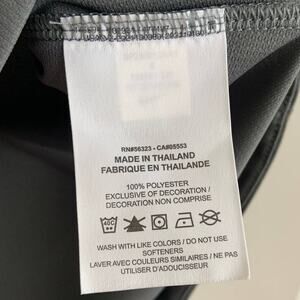 RN#56323 - CA#05553
MADE IN THAILAND
FABRIQUE EN THAILANDE
100% POLYESTER
EXCLUSIVE OF DECORATION /
DECORATION NON COMPRISE
40C
WASH WITH LIKE COLORS / DO NOT USE
SOFTENERS
LAVER AVEC COULEURS SIMILAIRES / NE PAS
UTILISER D'ADOUCISSEUR